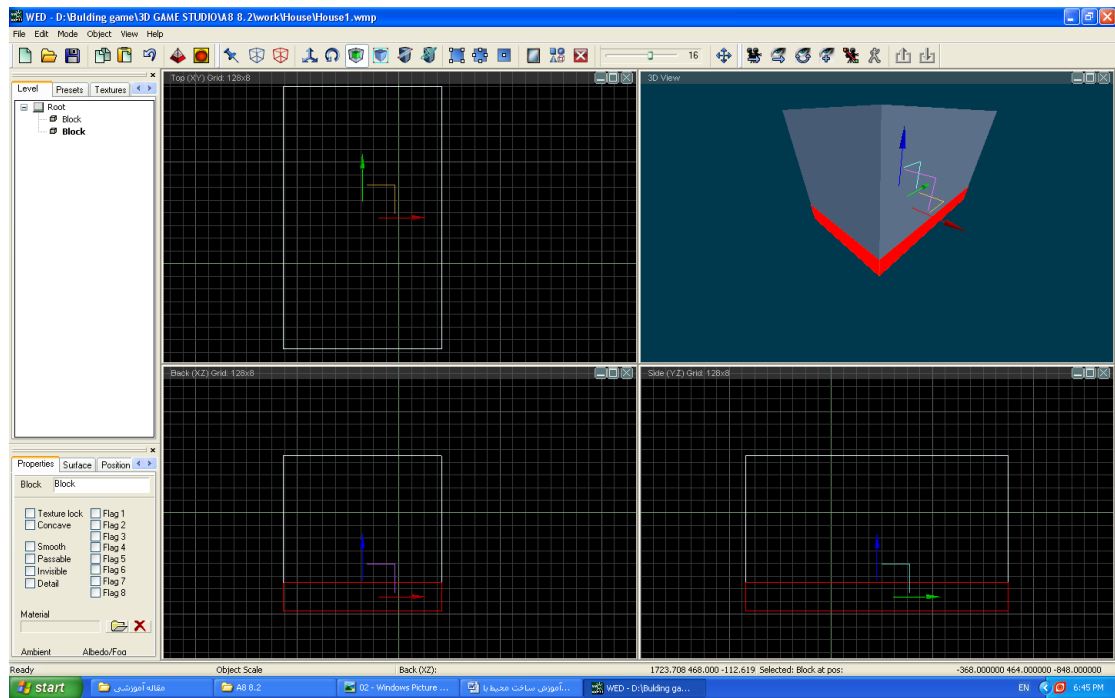 WED - D:\Bulding game\3D GAME STUDIO\A8 8.2\work\House\House1.wmp
File Edit Mode Object View Help
16
Level Presets Textures
Root
Block
Block
Top (XY) Grid: 128x8
3D View
Back (XZ) Grid: 128x8
Side (YZ) Grid: 128x8
Properties Surface Position
Block Block
Texture lock Flag 1
Concave Flag 2
Flag 3
Smooth Flag 4
Passable Flag 5
Invisible Flag 6
Detail Flag 7
Flag 8
Material
Ambient Albedo/Fog
Ready Object Scale Back (XZ): 1723.708 468.000 -112.619 Selected: Block at pos: -368.000000 464.000000 -848.000000
start مقاله آموزشی A8 8.2 02 - Windows Picture ... آموزش ساخت محیط با... WED - D:\Bulding ga... EN 6:45 PM